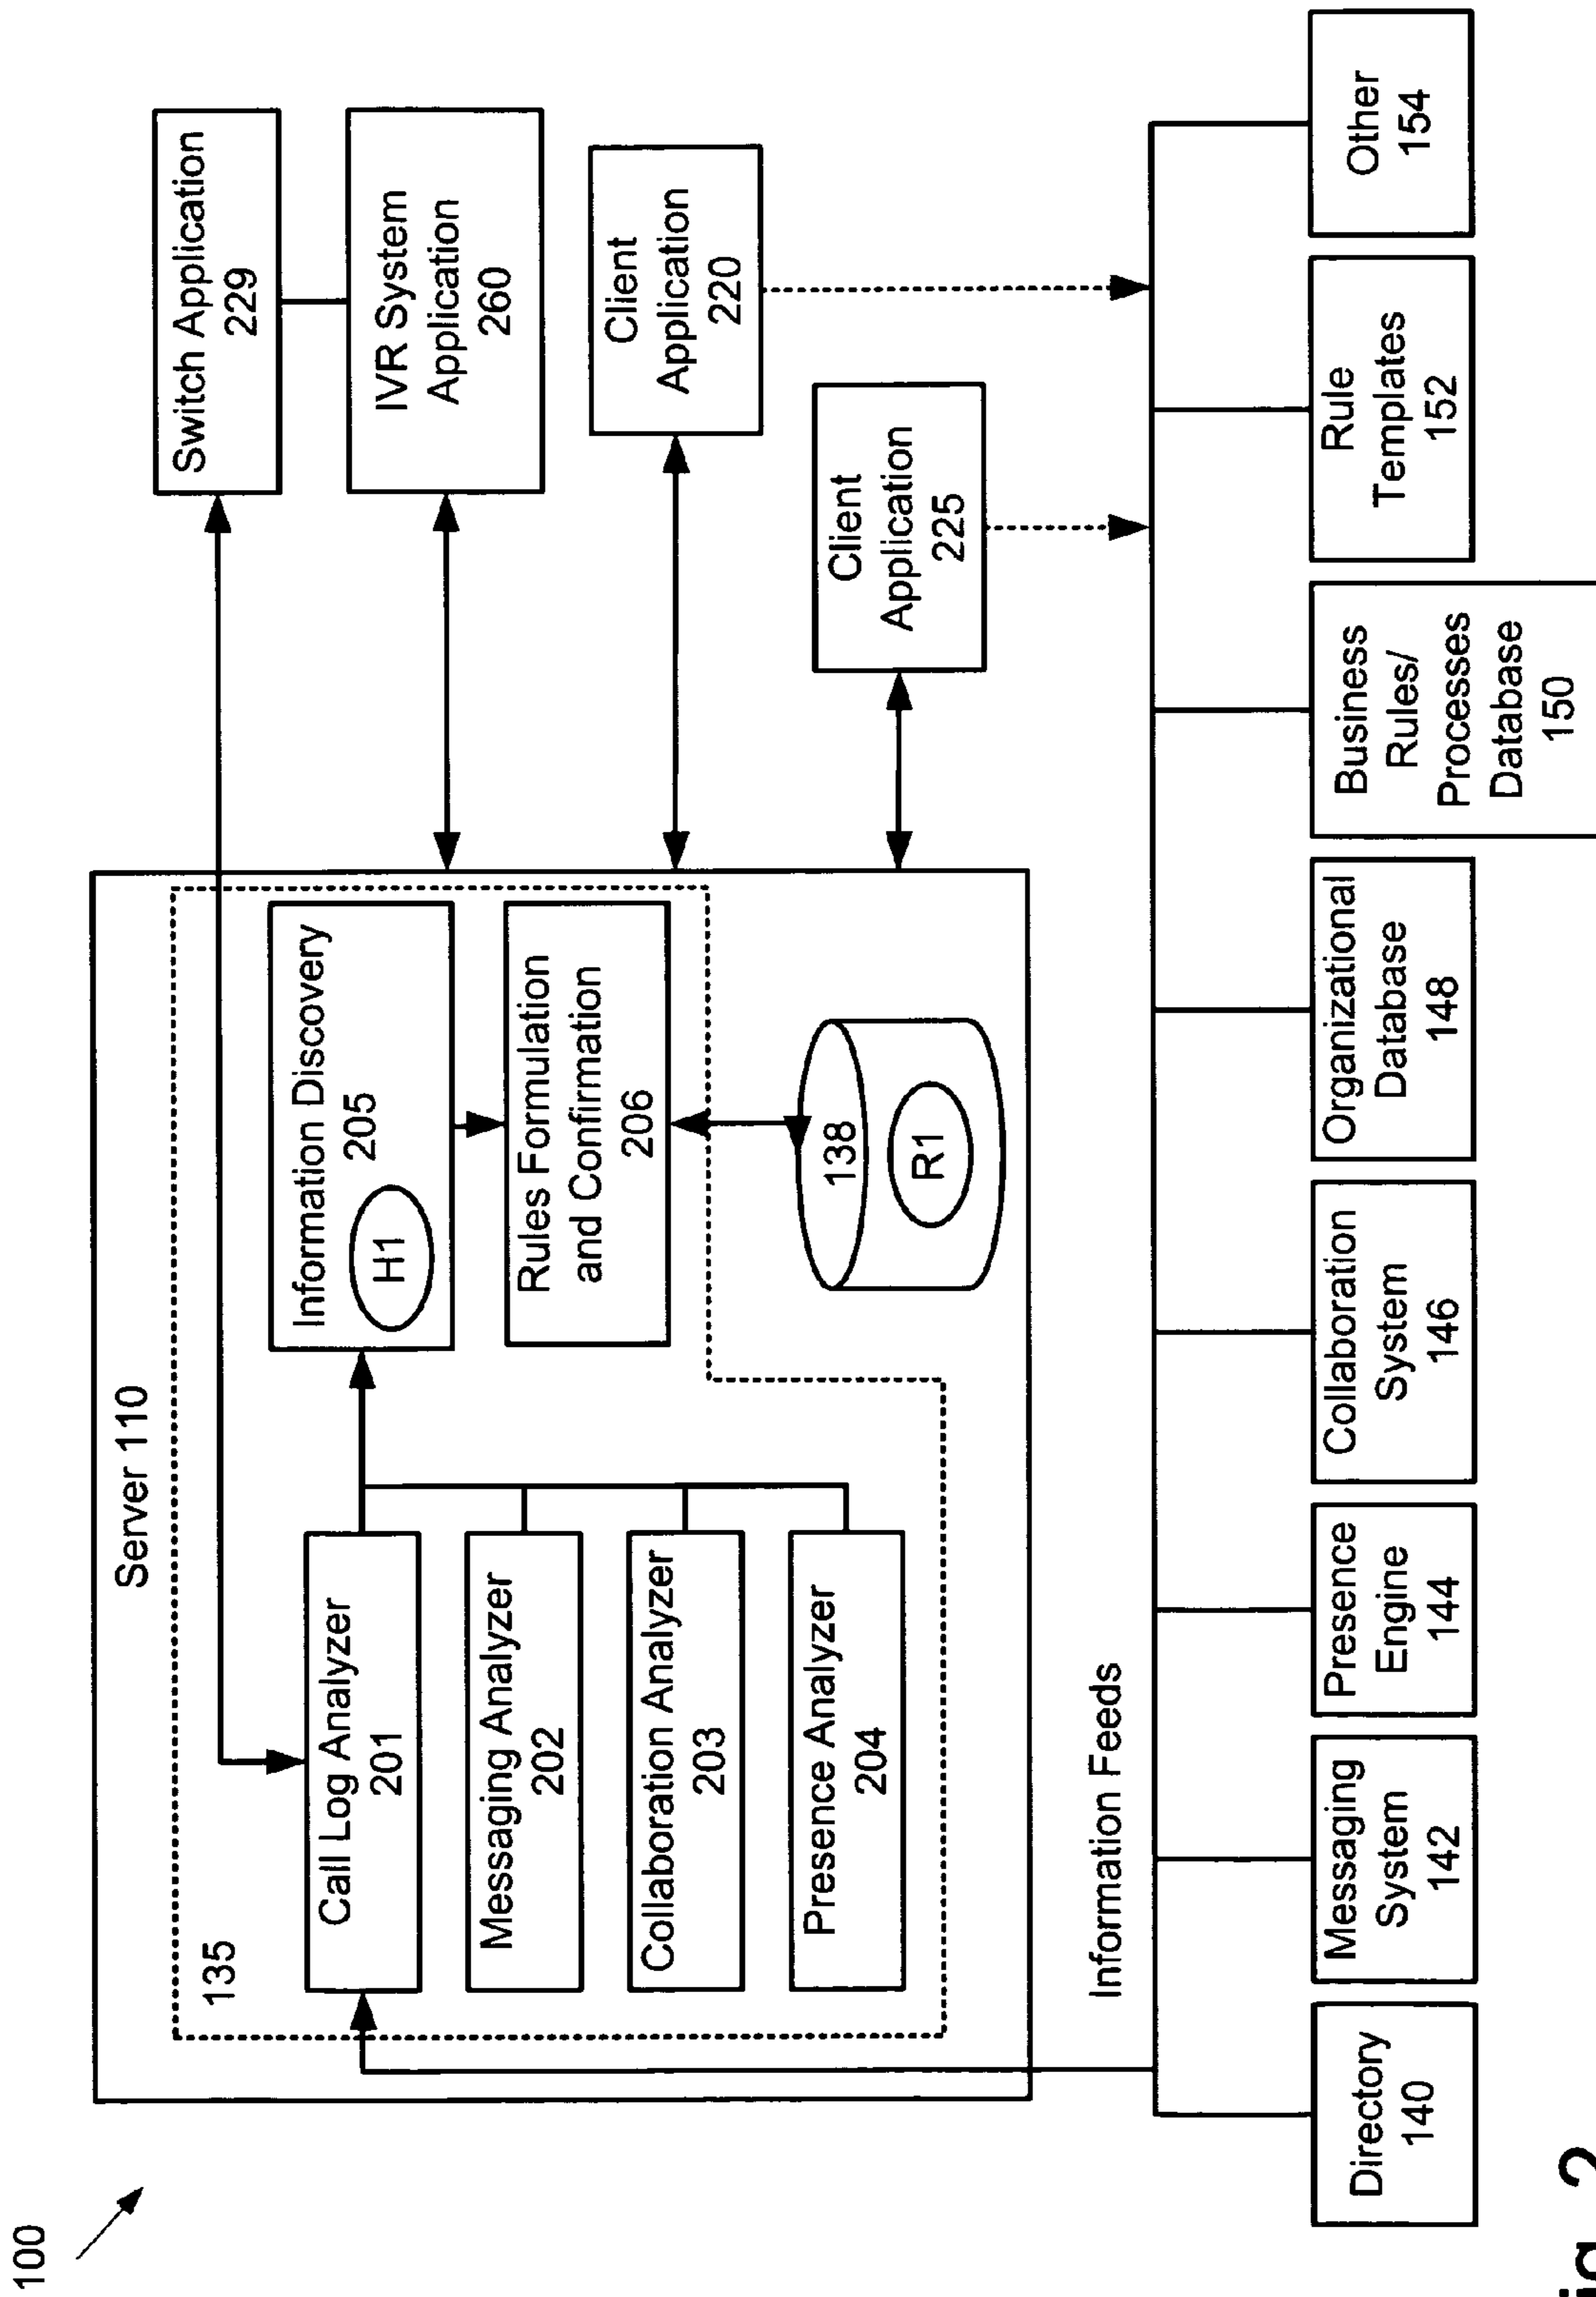 100
Server 110
135
Call Log Analyzer
201
Messaging Analyzer
202
Collaboration Analyzer
203
Presence Analyzer
204
Information Discovery
205
H1
Rules Formulation
and Confirmation
206
138
R1
Switch Application
229
IVR System
Application
260
Client
Application
220
Client
Application
225
Information Feeds
Directory
140
Messaging
System
142
Presence
Engine
144
Collaboration
System
146
Organizational
Database
148
Business
Rules/
Processes
Database
150
Rule
Templates
152
Other
154
ig. 2